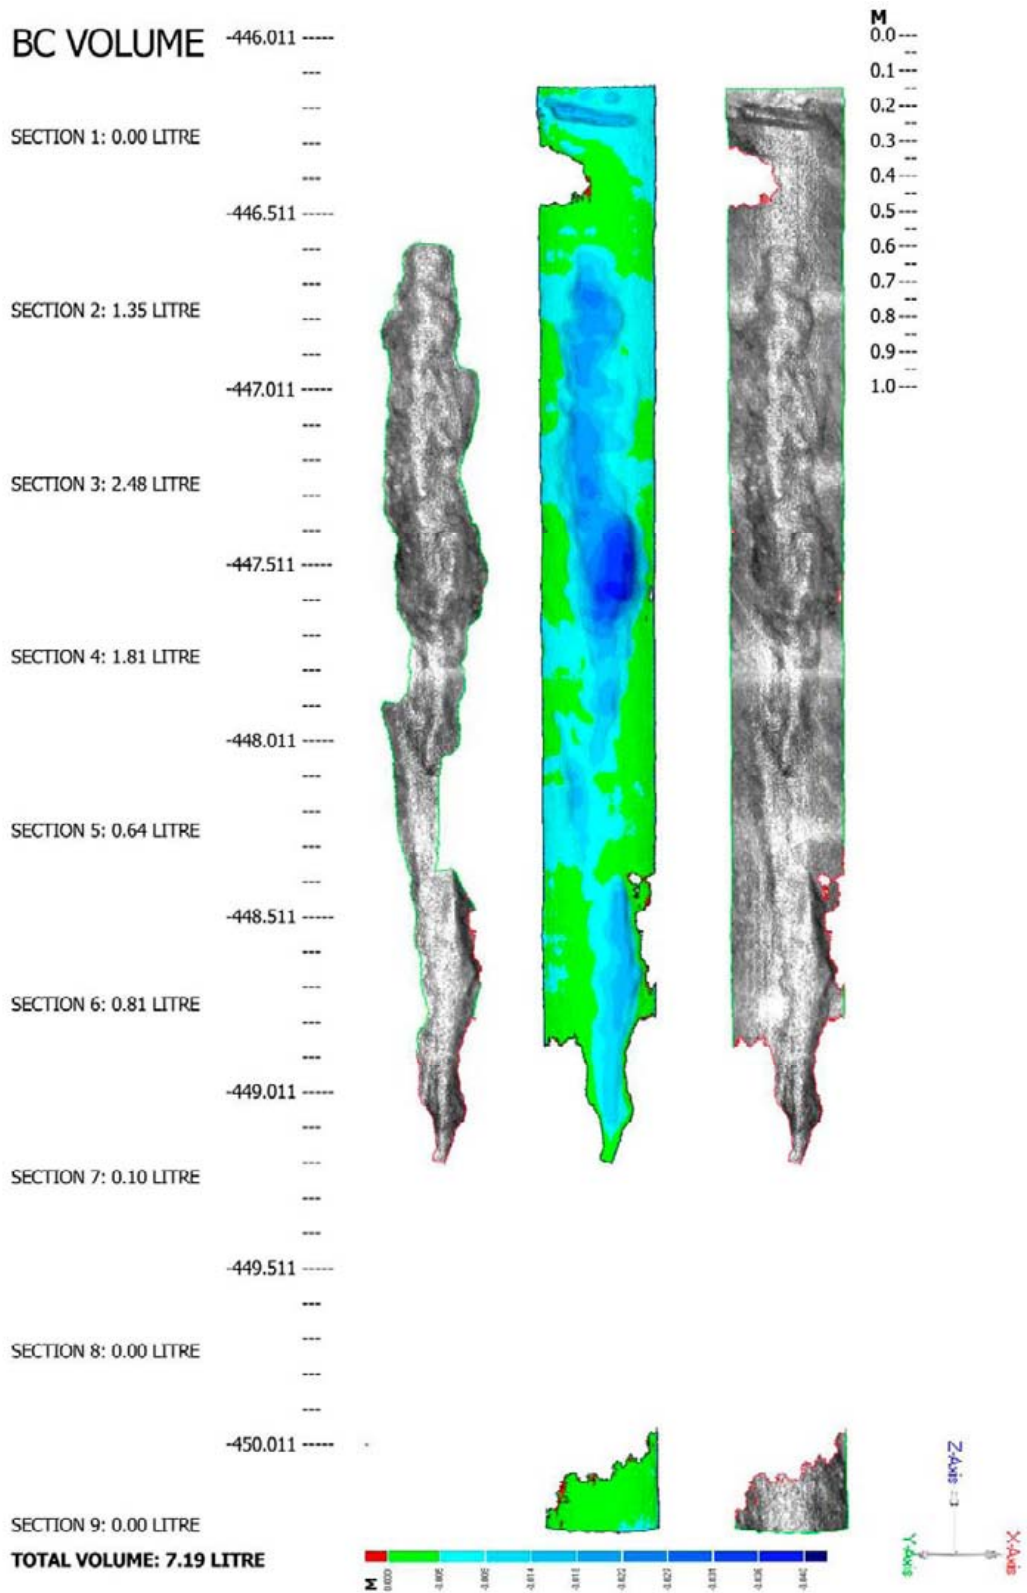 BC VOLUME
-446.011
SECTION 1: 0.00 LITRE
-446.511
SECTION 2: 1.35 LITRE
-447.011
SECTION 3: 2.48 LITRE
-447.511
SECTION 4: 1.81 LITRE
-448.011
SECTION 5: 0.64 LITRE
-448.511
SECTION 6: 0.81 LITRE
-449.011
SECTION 7: 0.10 LITRE
-449.511
SECTION 8: 0.00 LITRE
-450.011
SECTION 9: 0.00 LITRE
TOTAL VOLUME: 7.19 LITRE
M
0.0
0.1
0.2
0.3
0.4
0.5
0.6
0.7
0.8
0.9
1.0
M
Z-Axis
Y-Axis
X-Axis